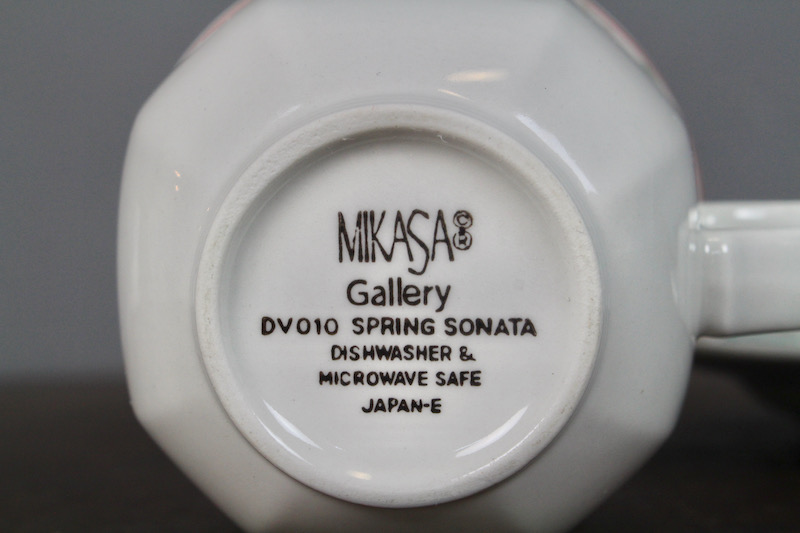 MIKASA © ®
Gallery
DV010 SPRING SONATA
DISHWASHER &
MICROWAVE SAFE
JAPAN-E